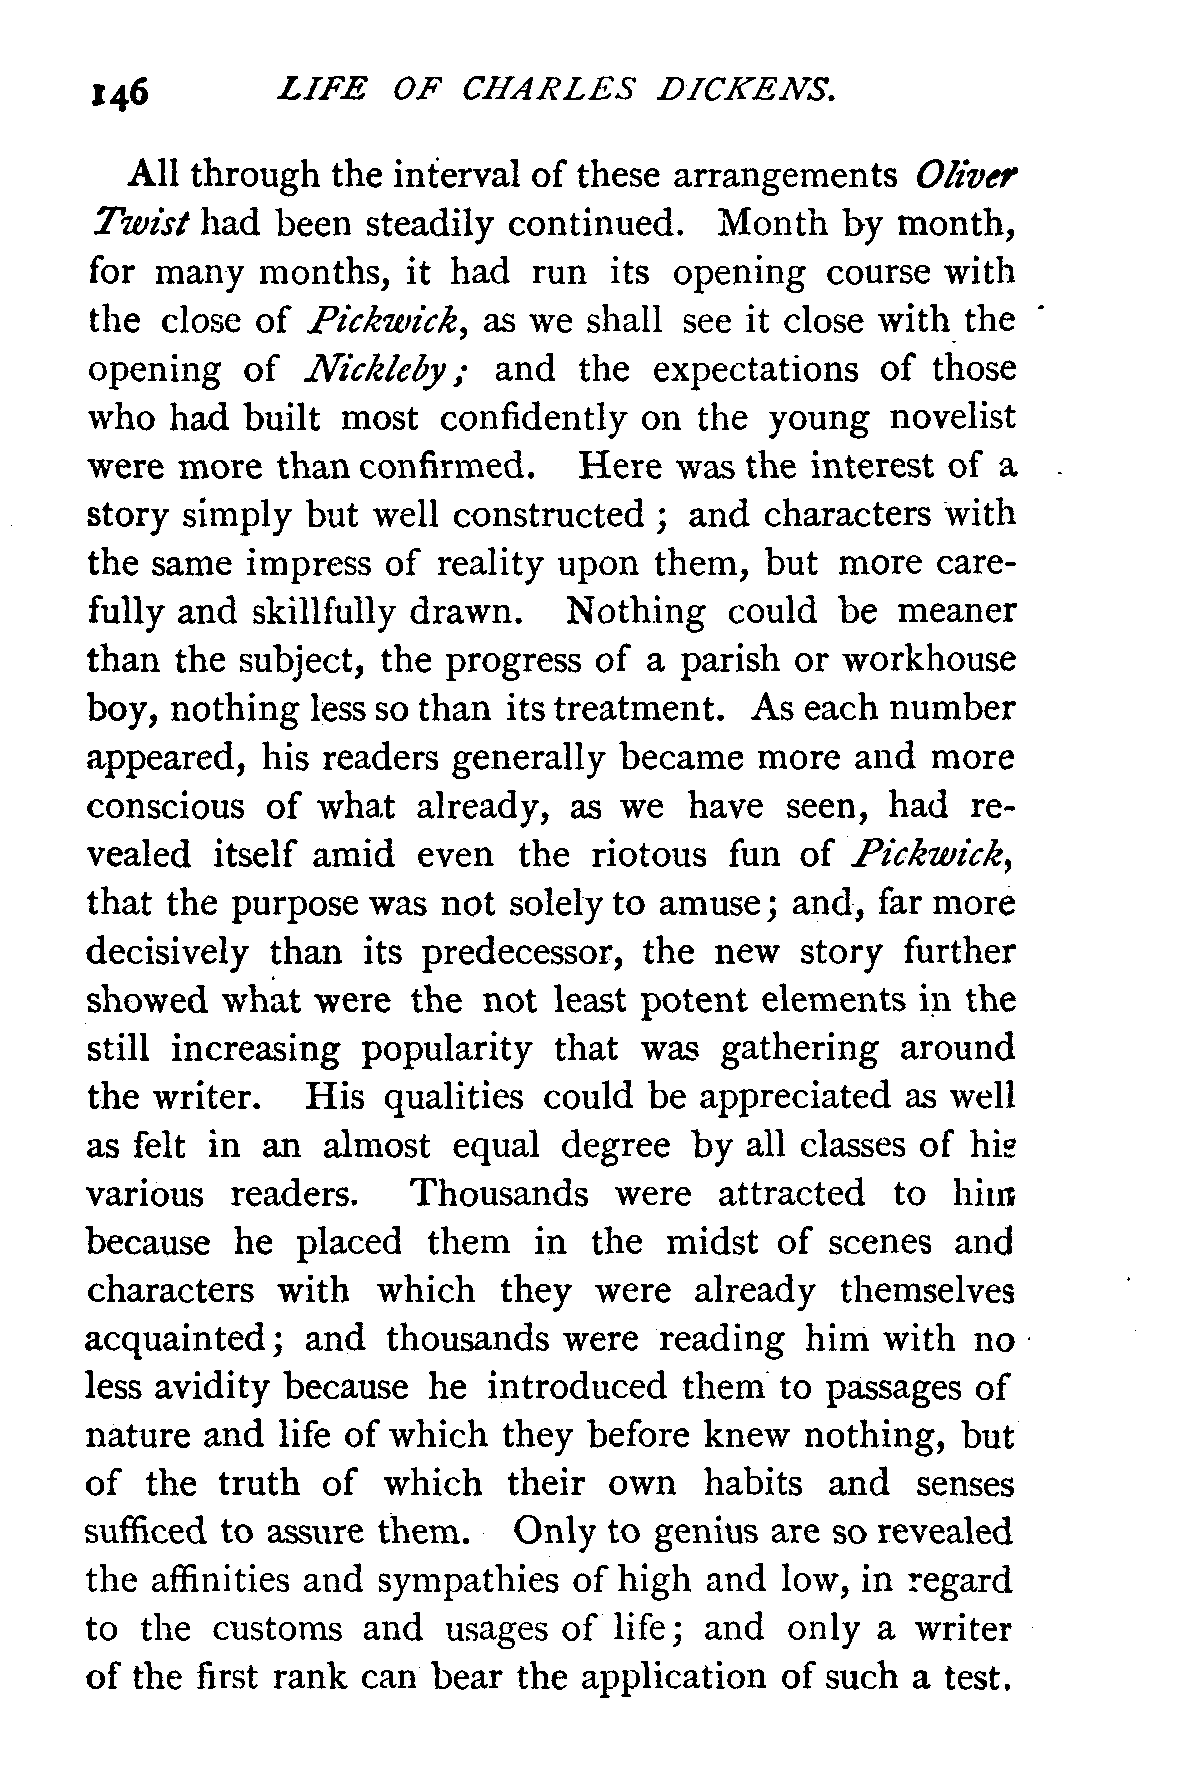 146 LIFE OF CHARLES DICKENS.
All through the interval of these arrangements Oliver
Twist had been steadily continued. Month by month,
for many months, it had run its opening course with
the close of Pickwick, as we shall see it close with the
opening of Nickleby; and the expectations of those
who had built most confidently on the young novelist
were more than confirmed. Here was the interest of a
story simply but well constructed; and characters with
the same impress of reality upon them, but more care-
fully and skillfully drawn. Nothing could be meaner
than the subject, the progress of a parish or workhouse
boy, nothing less so than its treatment. As each number
appeared, his readers generally became more and more
conscious of what already, as we have seen, had re-
vealed itself amid even the riotous fun of Pickwick,
that the purpose was not solely to amuse; and, far more
decisively than its predecessor, the new story further
showed what were the not least potent elements in the
still increasing popularity that was gathering around
the writer. His qualities could be appreciated as well
as felt in an almost equal degree by all classes of his
various readers. Thousands were attracted to him
because he placed them in the midst of scenes and
characters with which they were already themselves
acquainted; and thousands were reading him with no
less avidity because he introduced them to passages of
nature and life of which they before knew nothing, but
of the truth of which their own habits and senses
sufficed to assure them. Only to genius are so revealed
the affinities and sympathies of high and low, in regard
to the customs and usages of life; and only a writer
of the first rank can bear the application of such a test.